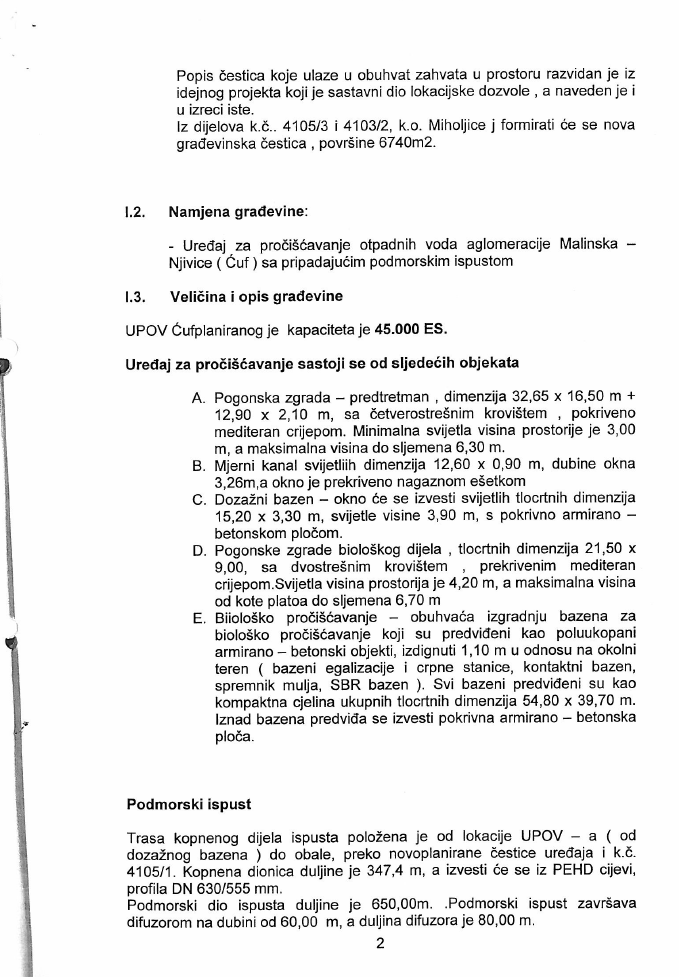 Popis čestica koje ulaze u obuhvat zahvata u prostoru razvidan je iz
idejnog projekta koji je sastavni dio lokacijske dozvole , a naveden je i
u izreci iste.
Iz dijelova k.č.. 4105/3 i 4103/2, k.o. Miholjice j formirati će se nova
građevinska čestica , površine 6740m2.
I.2. Namjena građevine:
- Uređaj za pročišćavanje otpadnih voda aglomeracije Malinska –
Njivice ( Ćuf ) sa pripadajućim podmorskim ispustom
I.3. Veličina i opis građevine
UPOV Ćufplaniranog je kapaciteta je 45.000 ES.
Uređaj za pročišćavanje sastoji se od sljedećih objekata
A. Pogonska zgrada – predtretman , dimenzija 32,65 x 16,50 m +
12,90 x 2,10 m, sa četverostrešnim krovištem , pokriveno
mediteran crijepom. Minimalna svijetla visina prostorije je 3,00
m, a maksimalna visina do sljemena 6,30 m.
B. Mjerni kanal svijetliih dimenzija 12,60 x 0,90 m, dubine okna
3,26m,a okno je prekriveno nagaznom ešetkom
C. Dozažni bazen – okno će se izvesti svijetlih tlocrtnih dimenzija
15,20 x 3,30 m, svijetle visine 3,90 m, s pokrivno armirano –
betonskom pločom.
D. Pogonske zgrade biološkog dijela , tlocrtnih dimenzija 21,50 x
9,00, sa dvostrešnim krovištem , prekrivenim mediteran
crijepom.Svijetla visina prostorija je 4,20 m, a maksimalna visina
od kote platoa do sljemena 6,70 m
E. Biiološko pročišćavanje – obuhvaća izgradnju bazena za
biološko pročišćavanje koji su predviđeni kao poluukopani
armirano – betonski objekti, izdignuti 1,10 m u odnosu na okolni
teren ( bazeni egalizacije i crpne stanice, kontaktni bazen,
spremnik mulja, SBR bazen ). Svi bazeni predviđeni su kao
kompaktna cjelina ukupnih tlocrtnih dimenzija 54,80 x 39,70 m.
Iznad bazena predviđa se izvesti pokrivna armirano – betonska
ploča.
Podmorski ispust
Trasa kopnenog dijela ispusta položena je od lokacije UPOV – a ( od
dozažnog bazena ) do obale, preko novoplanirane čestice uređaja i k.č.
4105/1. Kopnena dionica duljine je 347,4 m, a izvesti će se iz PEHD cijevi,
profila DN 630/555 mm.
Podmorski dio ispusta duljine je 650,00m. .Podmorski ispust završava
difuzorom na dubini od 60,00 m, a duljina difuzora je 80,00 m.
2